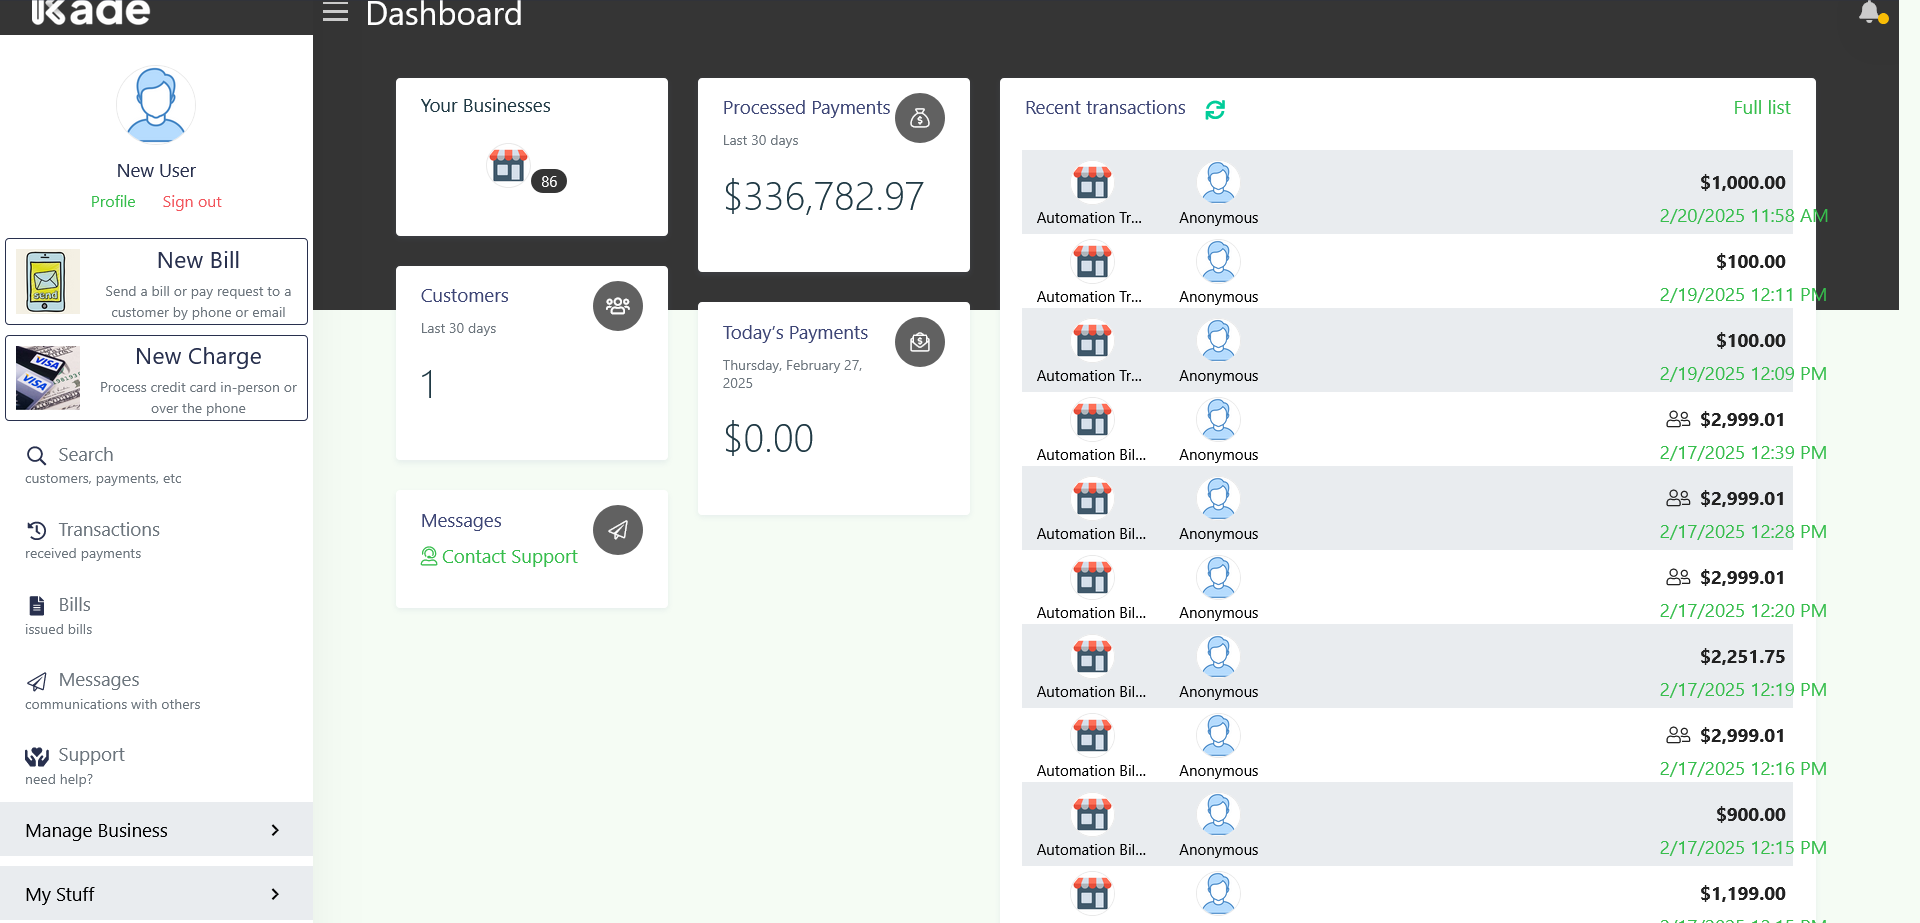 Kade
Dashboard
New User
Profile Sign out
New Bill
Send a bill or pay request to a
customer by phone or email
send
New Charge
Process credit card in-person or
over the phone
VISA
VISA
Search
customers, payments, etc
Transactions
received payments
Bills
issued bills
Messages
communications with others
Support
need help?
Manage Business
My Stuff
Your Businesses
86
Customers
Last 30 days
1
Messages
Contact Support
Processed Payments
Last 30 days
$336,782.97
Today’s Payments
Thursday, February 27,
2025
$0.00
Recent transactions Full list
$1,000.00
Automation Tr... Anonymous 2/20/2025 11:58 AM
$100.00
Automation Tr... Anonymous 2/19/2025 12:11 PM
$100.00
Automation Tr... Anonymous 2/19/2025 12:09 PM
$2,999.01
Automation Bil... Anonymous 2/17/2025 12:39 PM
$2,999.01
Automation Bil... Anonymous 2/17/2025 12:28 PM
$2,999.01
Automation Bil... Anonymous 2/17/2025 12:20 PM
$2,251.75
Automation Bil... Anonymous 2/17/2025 12:19 PM
$2,999.01
Automation Bil... Anonymous 2/17/2025 12:16 PM
$900.00
Automation Bil... Anonymous 2/17/2025 12:15 PM
$1,199.00